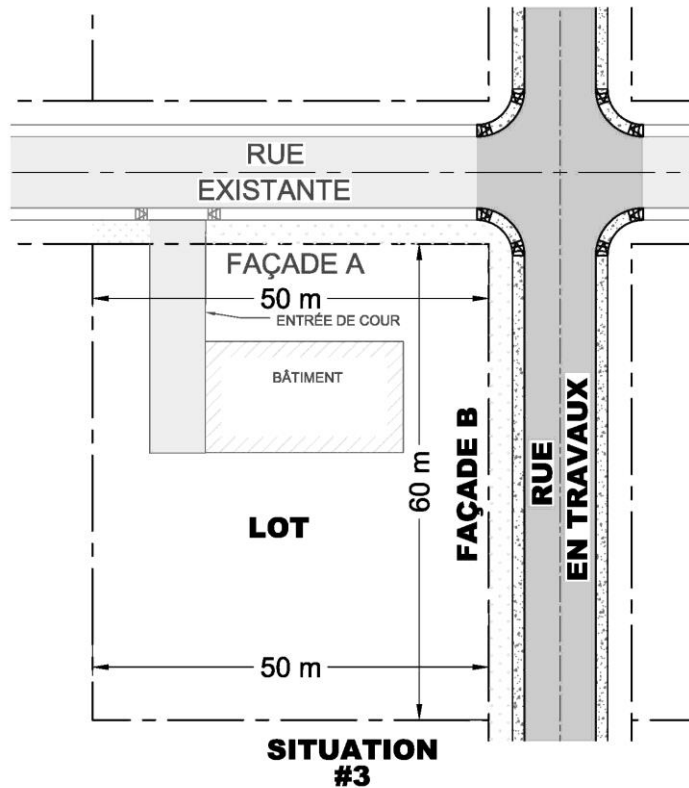 RUE
EXISTANTE
FAÇADE A
50 m
ENTRÉE DE COUR
BÂTIMENT
60 m
FAÇADE B
RUE
EN TRAVAUX
LOT
50 m
SITUATION
#3